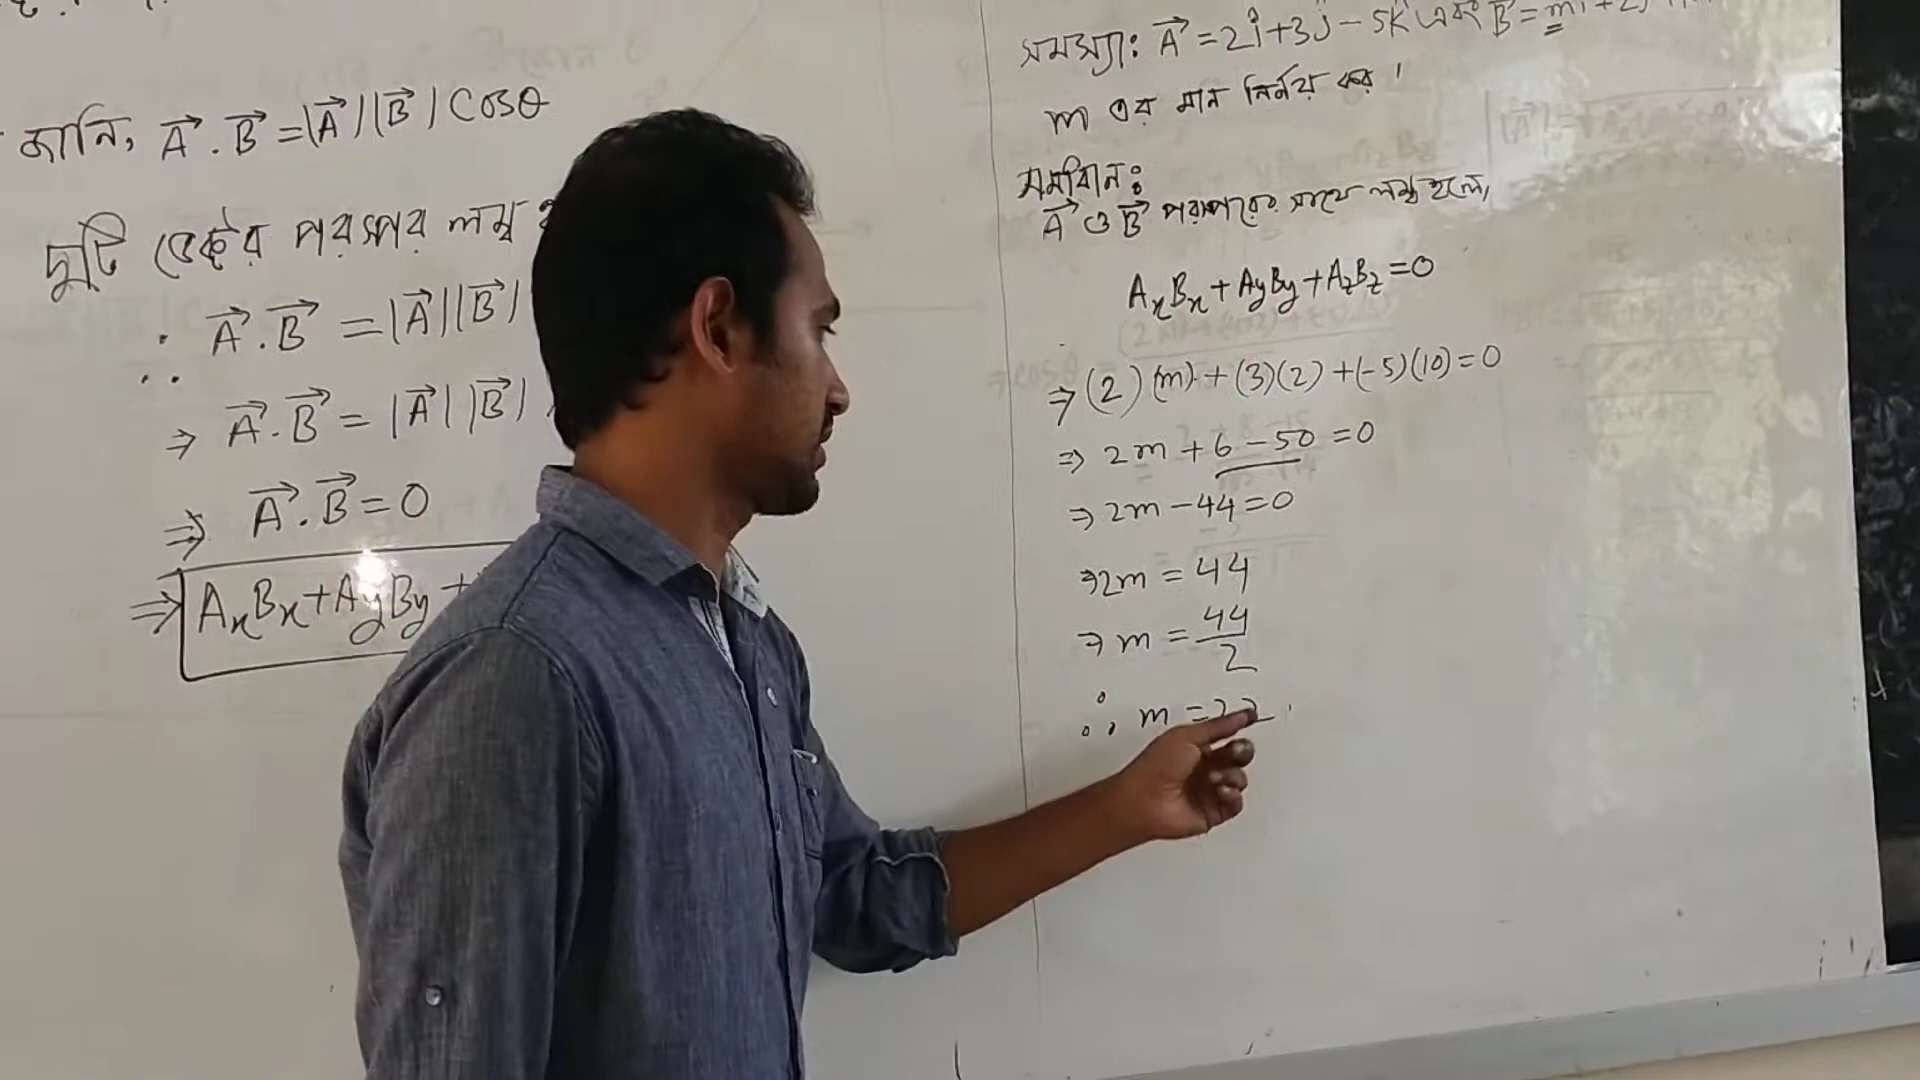 জানি, A⃗ . B⃗ = |A⃗| |B⃗| Cosθ
দুটি ভেক্টর পরস্পর লম্ব
∴ A⃗ . B⃗ = |A⃗| |B⃗|
⇒ A⃗ . B⃗ = |A⃗| |B⃗|
⇒ A⃗ . B⃗ = 0
⇒ AxBx + AyBy +
সমস্যা: A⃗ = 2î + 3ĵ - 5k̂ এবং B⃗ = mî + 2ĵ
m এর মান নির্নয় কর।
সমাধান:
A⃗ ও B⃗ পরস্পরের সাথে লম্ব হলে,
AxBx + AyBy + AzBz = 0
⇒ (2) (m) + (3)(2) + (-5)(10) = 0
⇒ 2m + 6 - 50 = 0
⇒ 2m - 44 = 0
⇒ 2m = 44
⇒ m = 44/2
∴ m = 22